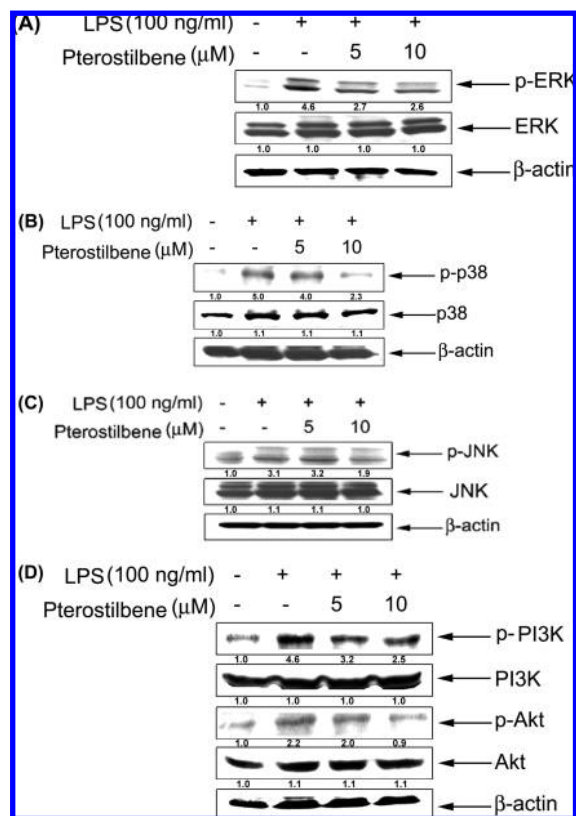 (A) LPS (100 ng/ml) - + + +
Pterostilbene (μM) - - 5 10
p-ERK
1.0 4.6 2.7 2.6
ERK
1.0 1.0 1.0 1.0
β-actin
(B) LPS (100 ng/ml) - + + +
Pterostilbene (μM) - - 5 10
p-p38
1.0 5.0 4.0 2.3
p38
1.0 1.1 1.1 1.1
β-actin
(C) LPS (100 ng/ml) - + + +
Pterostilbene (μM) - - 5 10
p-JNK
1.0 3.1 3.2 1.9
JNK
1.0 1.1 1.1 1.0
β-actin
(D) LPS (100 ng/ml) - + + +
Pterostilbene (μM) - - 5 10
p-PI3K
1.0 4.6 3.2 2.5
PI3K
1.0 1.0 1.0 1.0
p-Akt
1.0 2.2 2.0 0.9
Akt
1.0 1.1 1.1 1.1
β-actin